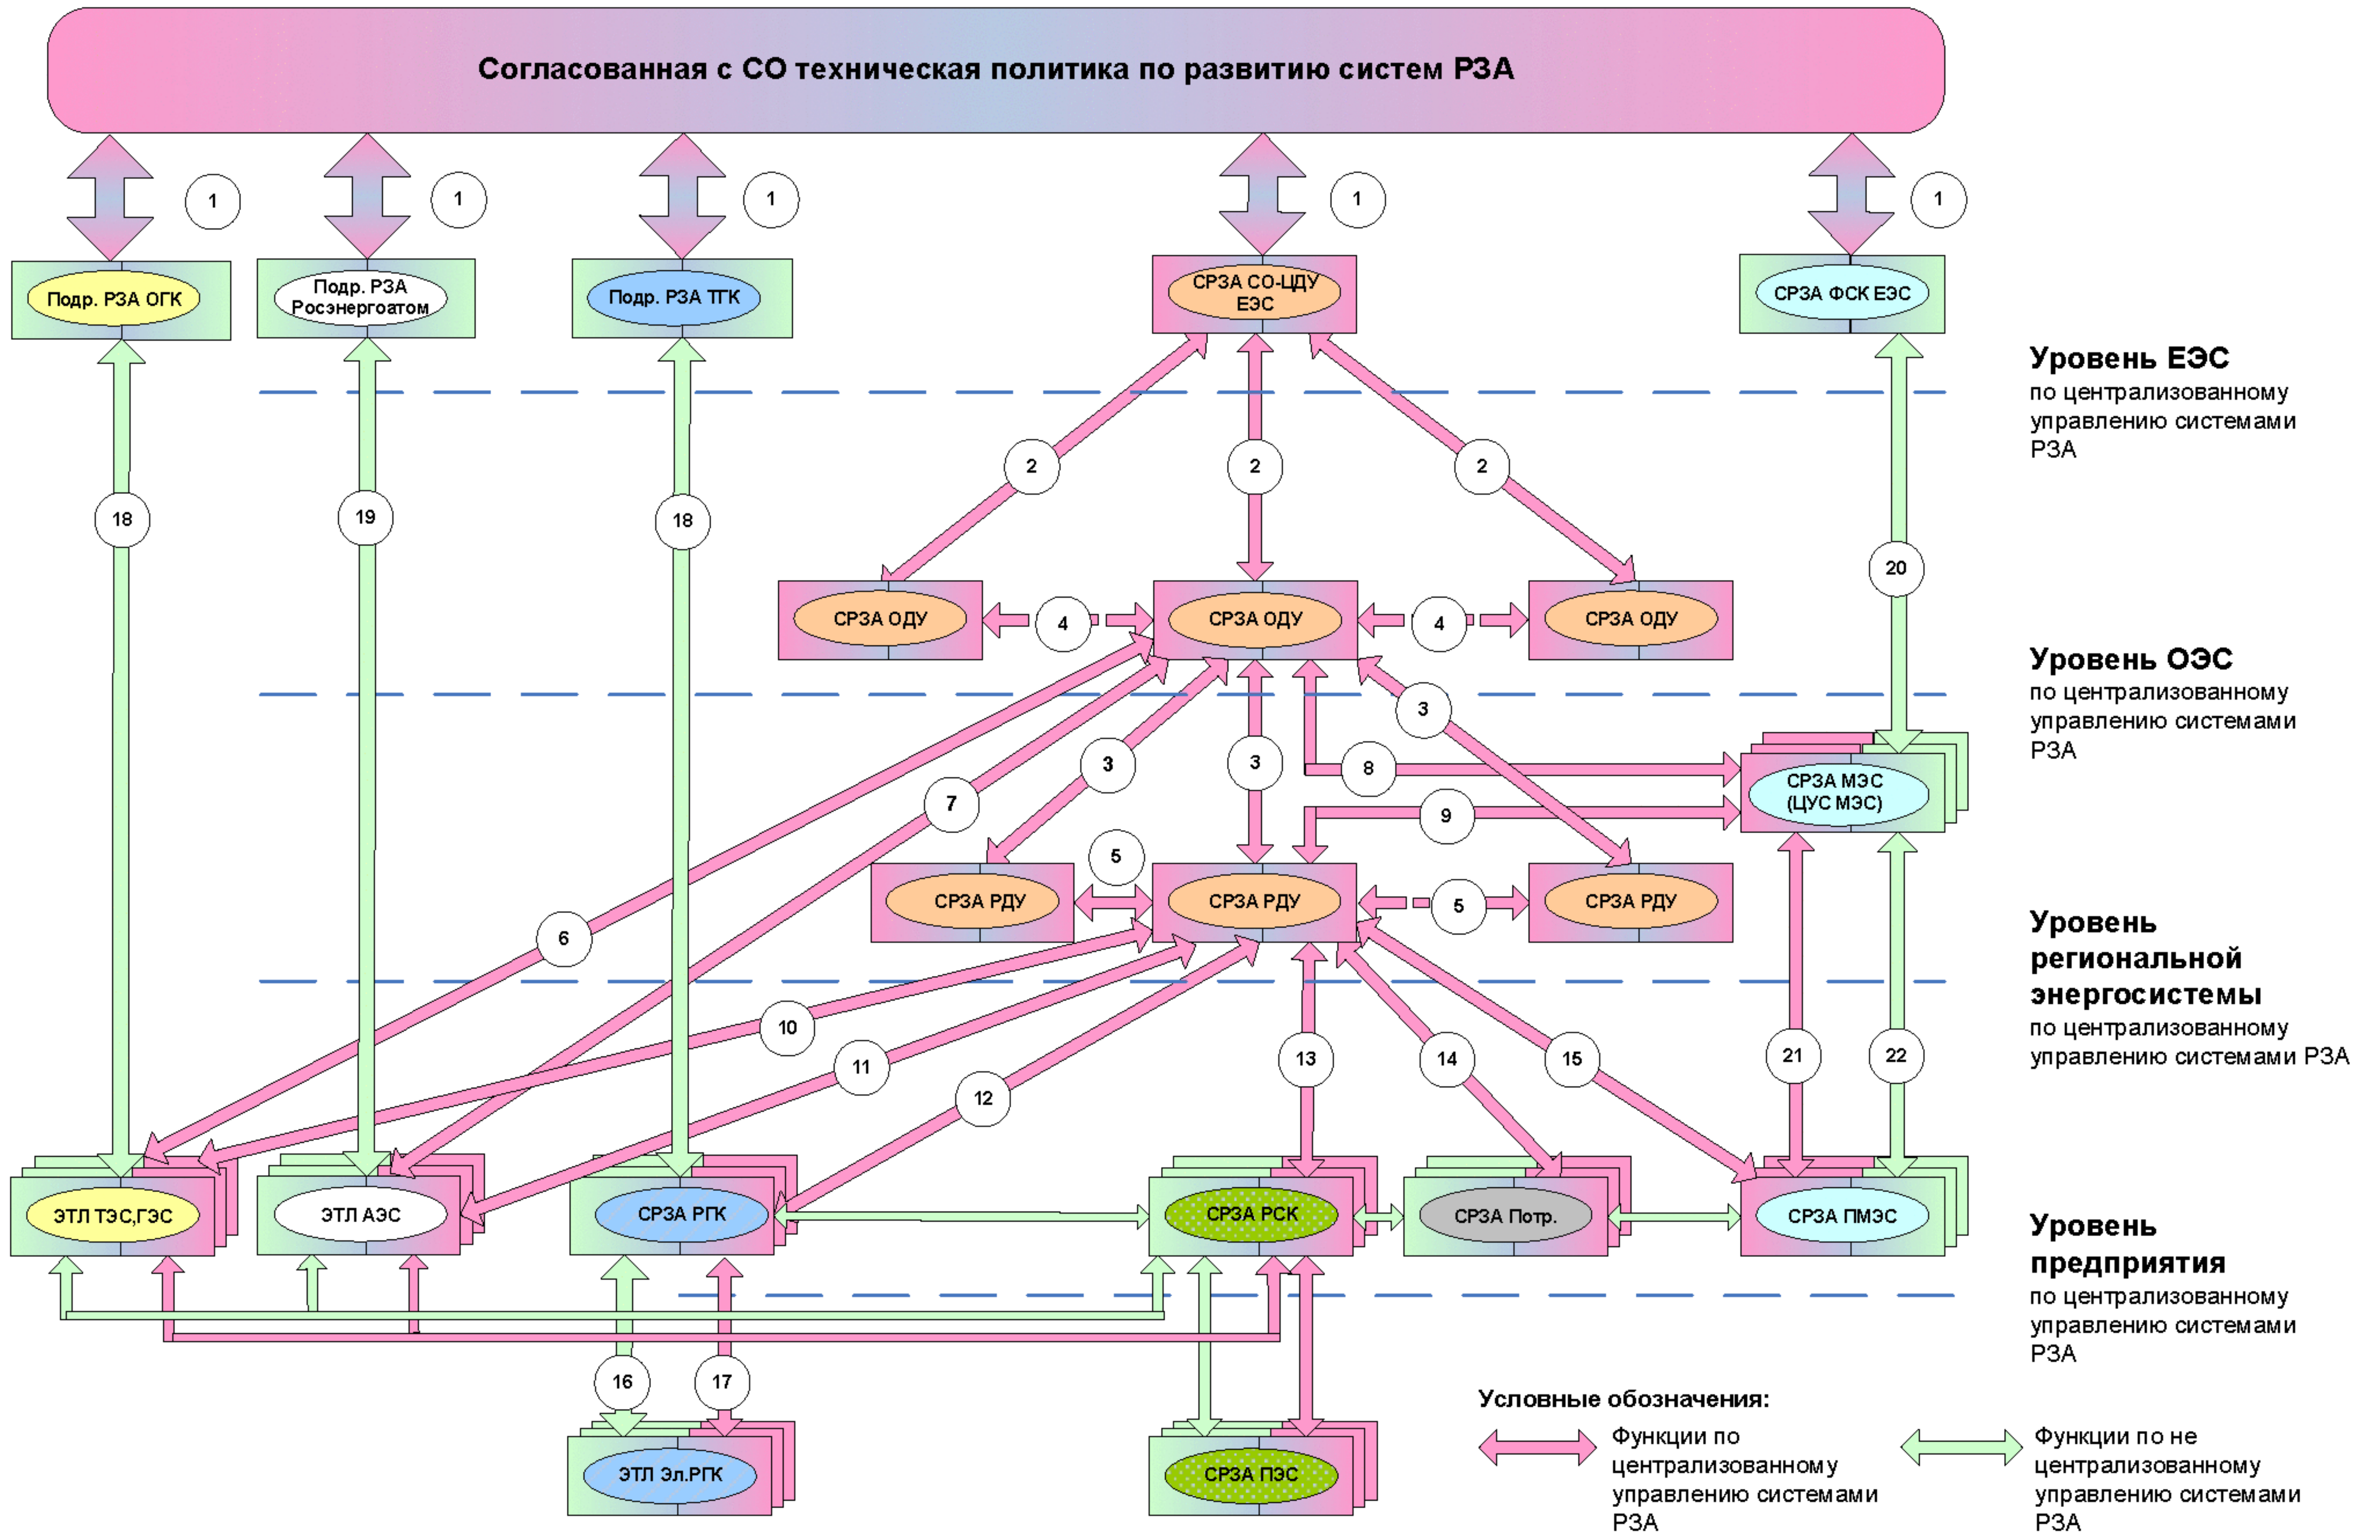 Согласованная с СО техническая политика по развитию систем РЗА
1
1
1
1
1
Подр. РЗА ОГК
Подр. РЗА
Росэнергоатом
Подр. РЗА ТГК
СРЗА СО-ЦДУ
ЕЭС
СРЗА ФСК ЕЭС
Уровень ЕЭС
по централизованному
управлению системами
РЗА
2
2
2
18
19
18
20
СРЗА ОДУ
4
СРЗА ОДУ
4
СРЗА ОДУ
Уровень ОЭС
по централизованному
управлению системами
РЗА
3
3
3
8
7
9
СРЗА МЭС
(ЦУС МЭС)
5
СРЗА РДУ
СРЗА РДУ
5
СРЗА РДУ
6
Уровень
региональной
энергосистемы
по централизованному
управлению системами РЗА
10
11
12
13
14
15
21
22
ЭТЛ ТЭС,ГЭС
ЭТЛ АЭС
СРЗА РГК
СРЗА РСК
СРЗА Потр.
СРЗА ПМЭС
Уровень
предприятия
по централизованному
управлению системами
РЗА
16
17
ЭТЛ Эл.РГК
СРЗА ПЭС
Условные обозначения:
Функции по
централизованному
управлению системами
РЗА
Функции по не
централизованному
управлению системами
РЗА